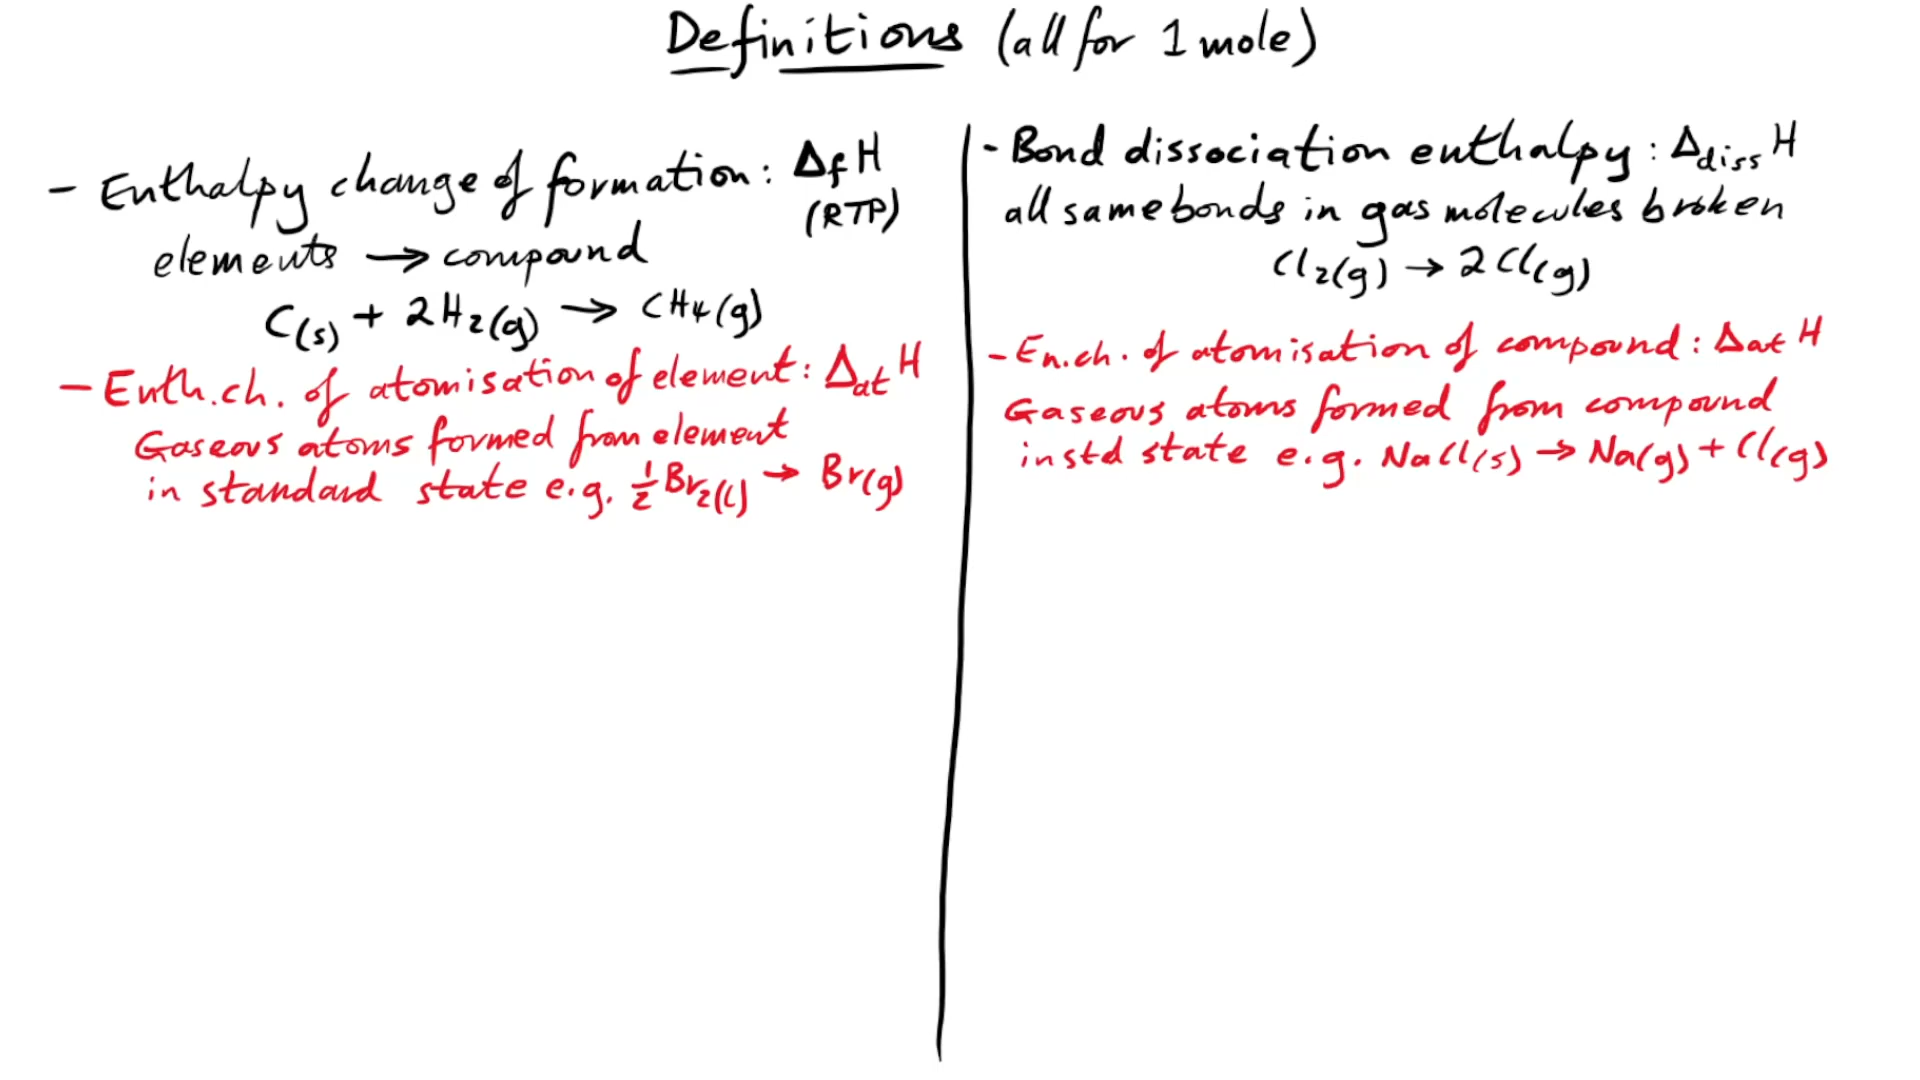 Definitions (all for 1 mole)
- Enthalpy change of formation: ΔfH
(RTP)
elements → compound
C(s) + 2H2(g) → CH4(g)
- Enth.ch. of atomisation of element: ΔatH
Gaseous atoms formed from element
in standard state e.g. ½Br2(l) → Br(g)
- Bond dissociation enthalpy: ΔdissH
all same bonds in gas molecules broken
Cl2(g) → 2Cl(g)
- En.ch. of atomisation of compound: ΔatH
Gaseous atoms formed from compound
in std state e.g. NaCl(s) → Na(g) + Cl(g)